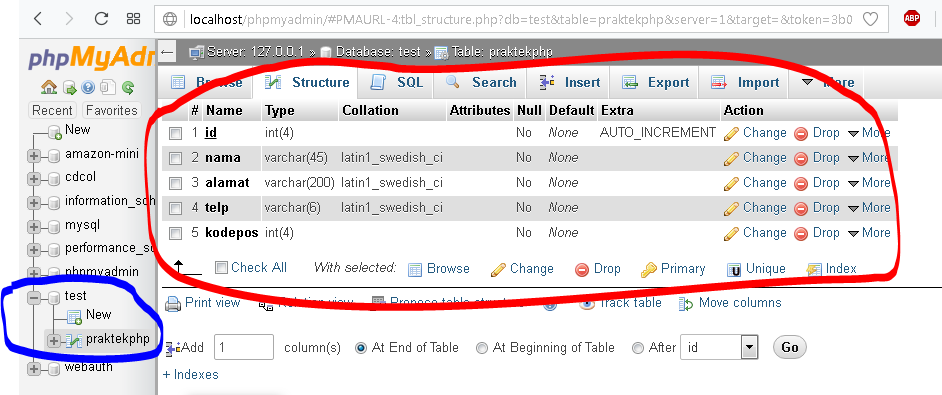 localhost/phpmyadmin/#PMAURL-4:tbl_structure.php?db=test&table=praktekphp&server=1&target=&token=3b0
ABP
phpMyAdm
Server: 127.0.0.1 » Database: test » Table: praktekphp
Browse Structure SQL Search Insert Export Import More
Recent Favorites
New
amazon-mini
cdcol
information_sch
mysql
performance_sc
phpmyadmin
test
New
praktekphp
webauth
# Name Type Collation Attributes Null Default Extra Action
1 id int(4) No None AUTO_INCREMENT Change Drop More
2 nama varchar(45) latin1_swedish_ci No None Change Drop More
3 alamat varchar(200) latin1_swedish_ci No None Change Drop More
4 telp varchar(6) latin1_swedish_ci No None Change Drop More
5 kodepos int(4) No None Change Drop More
Check All With selected: Browse Change Drop Primary Unique Index
Print view Relation view Propose table structure Track table Move columns
Add 1 column(s) At End of Table At Beginning of Table After id Go
+ Indexes